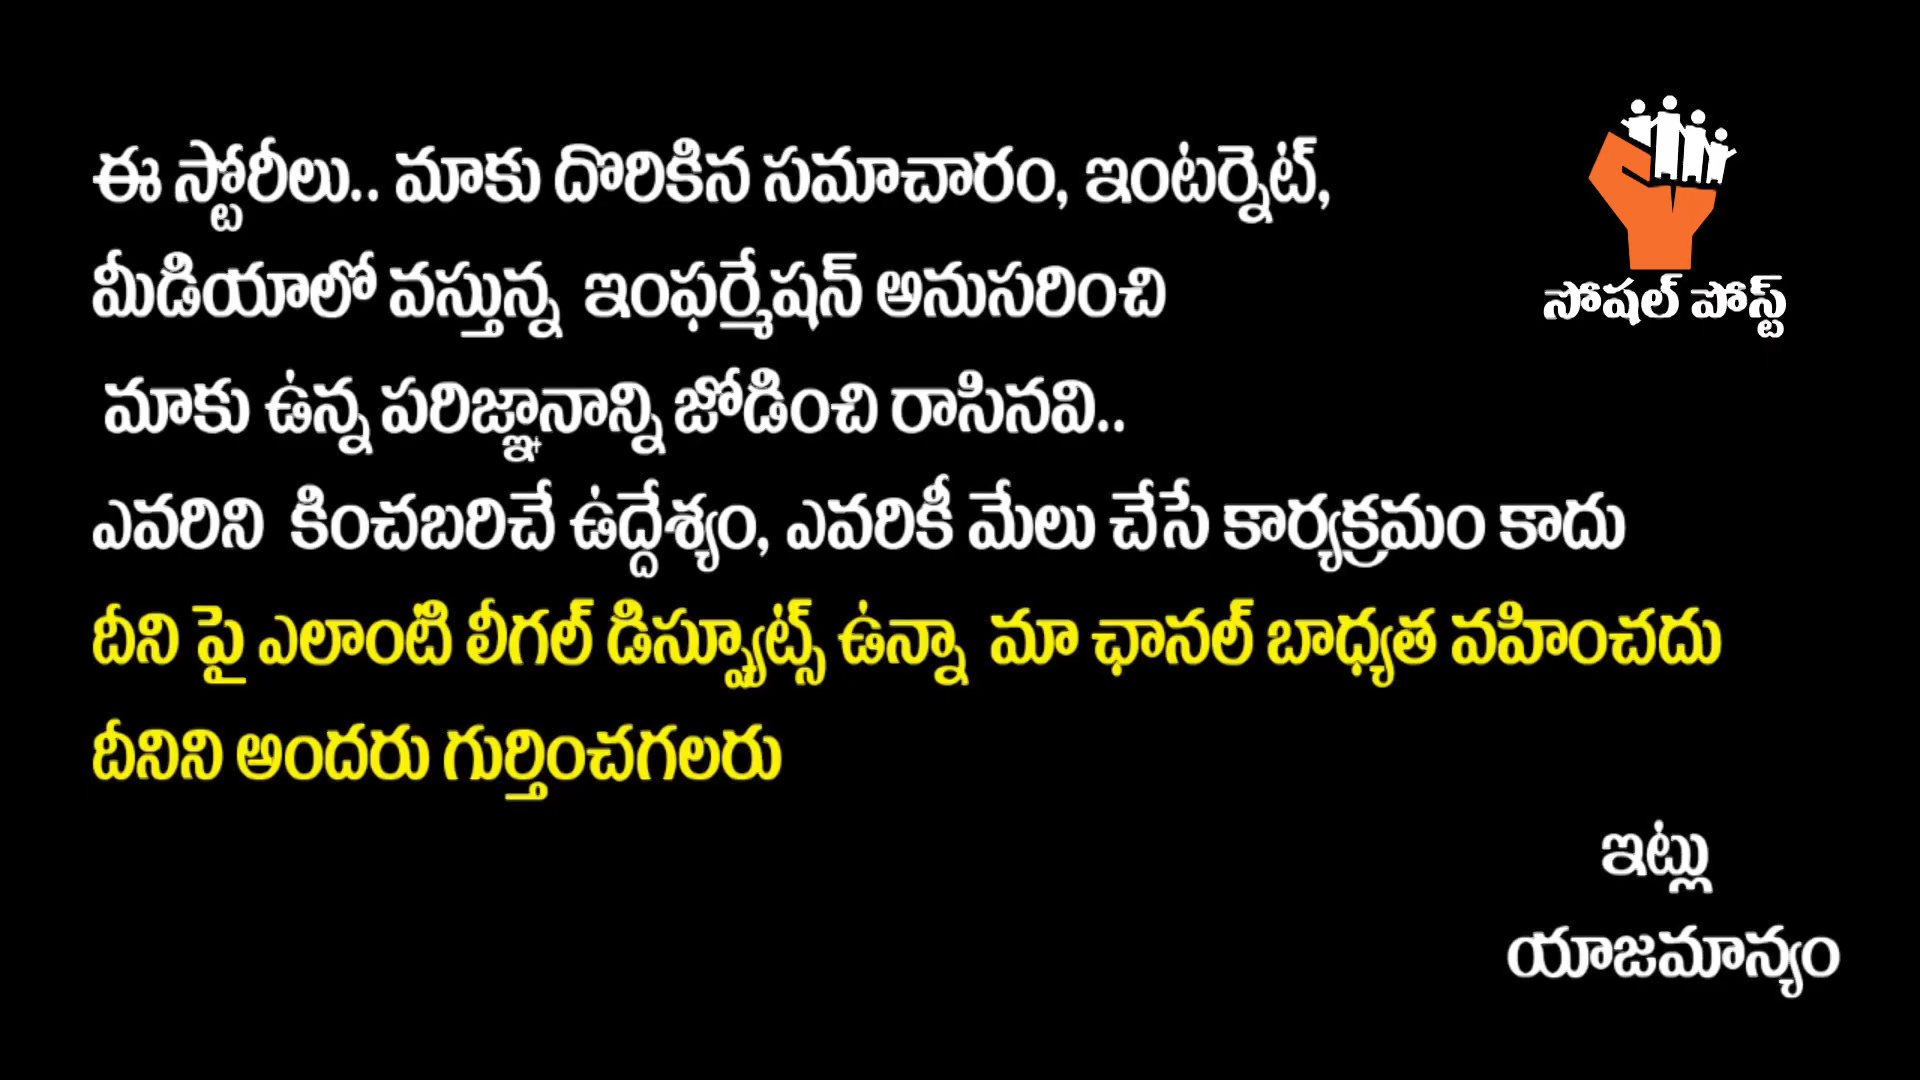 ఈ స్టోరీలు.. మాకు దొరికిన సమాచారం, ఇంటర్నెట్,
మీడియాలో వస్తున్న ఇంఫర్మేషన్ అనుసరించి
మాకు ఉన్న పరిజ్ఞానాన్ని జోడించి రాసినవి..
ఎవరిని కించబరిచే ఉద్దేశ్యం, ఎవరికీ మేలు చేసే కార్యక్రమం కాదు
దీని పై ఎలాంటి లీగల్ డిస్ప్యూట్స్ ఉన్నా మా ఛానల్ బాధ్యత వహించదు
దీనిని అందరు గుర్తించగలరు
ఇట్లు
యాజమాన్యం
సోషల్ పోస్ట్